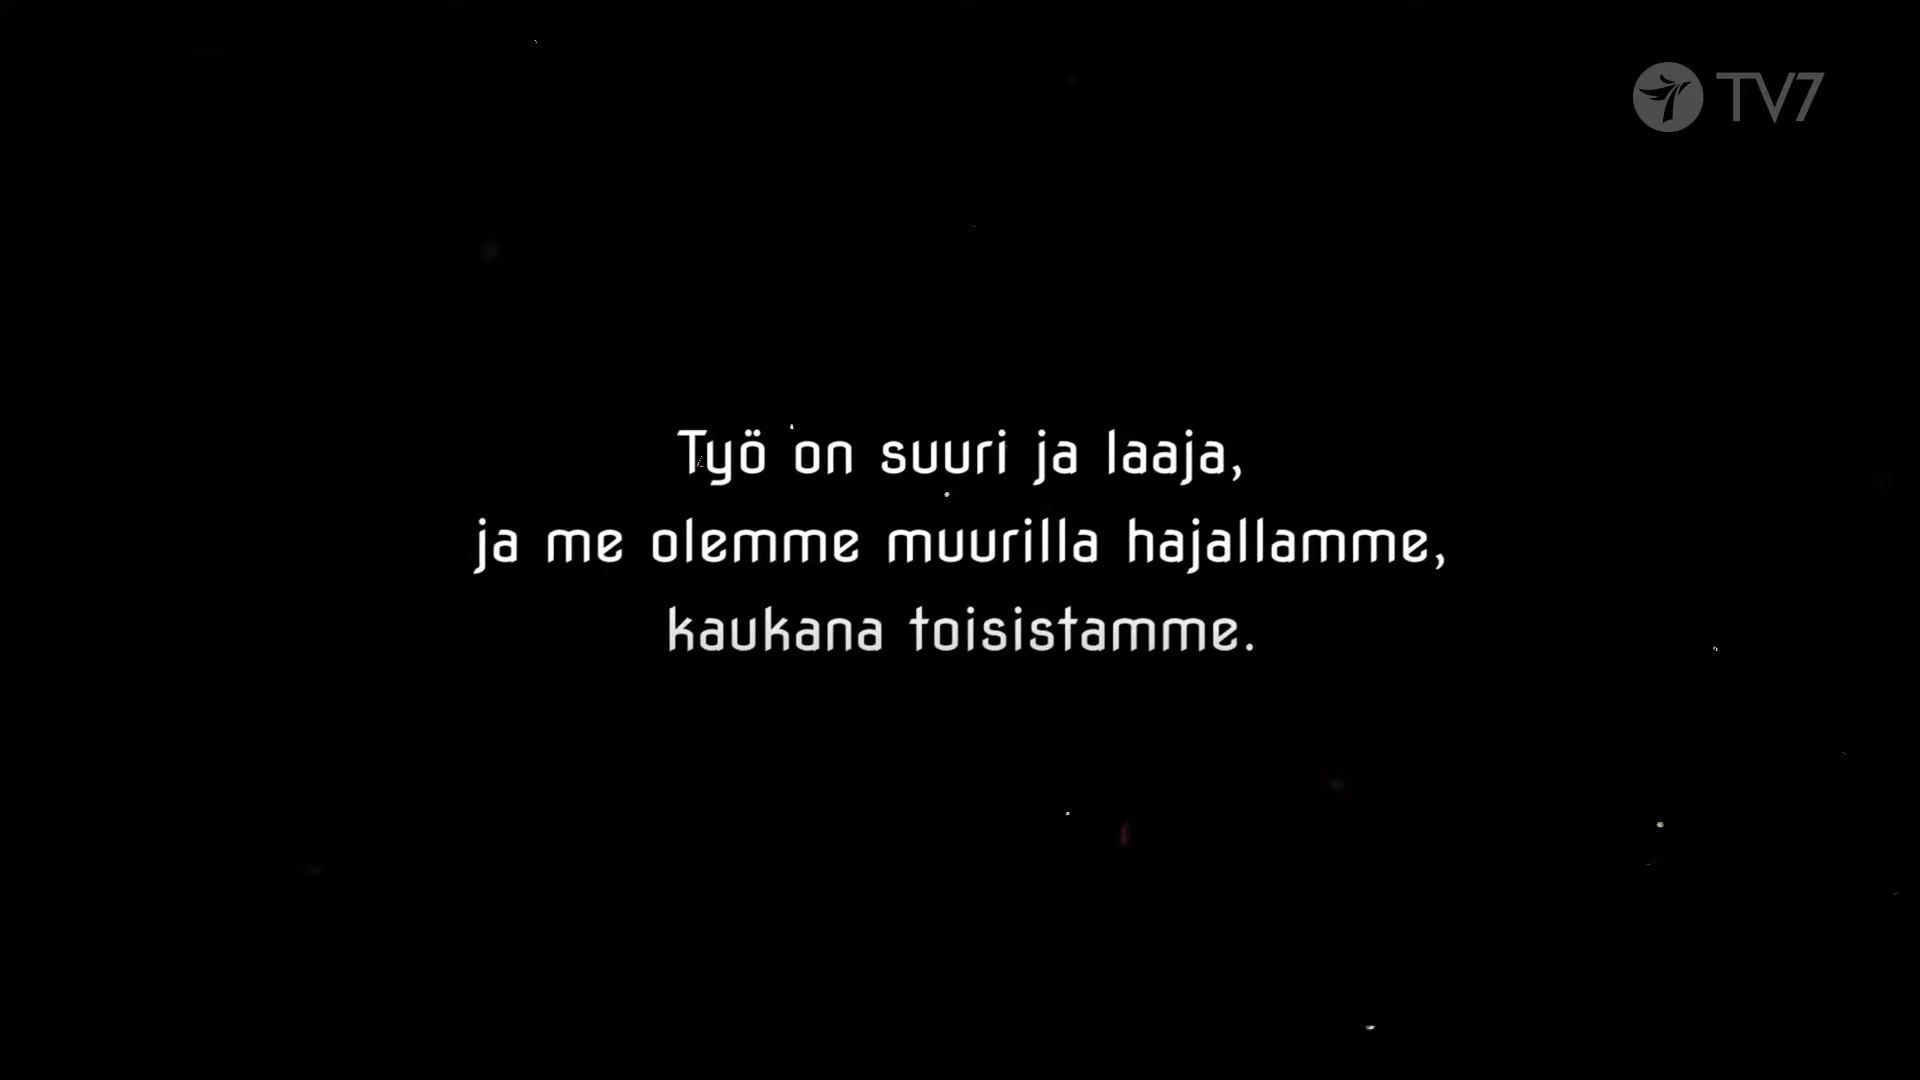 TV7
Työ on suuri ja laaja,
ja me olemme muurilla hajallamme,
kaukana toisistamme.